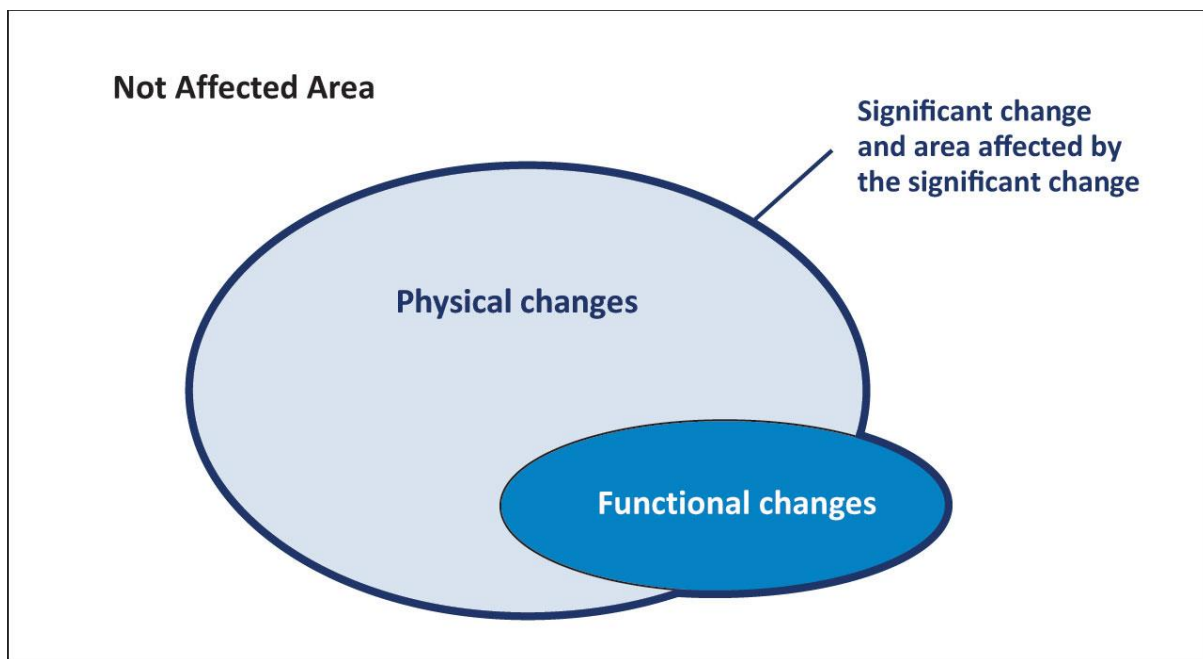 Not Affected Area
Significant change
and area affected by
the significant change
Physical changes
Functional changes